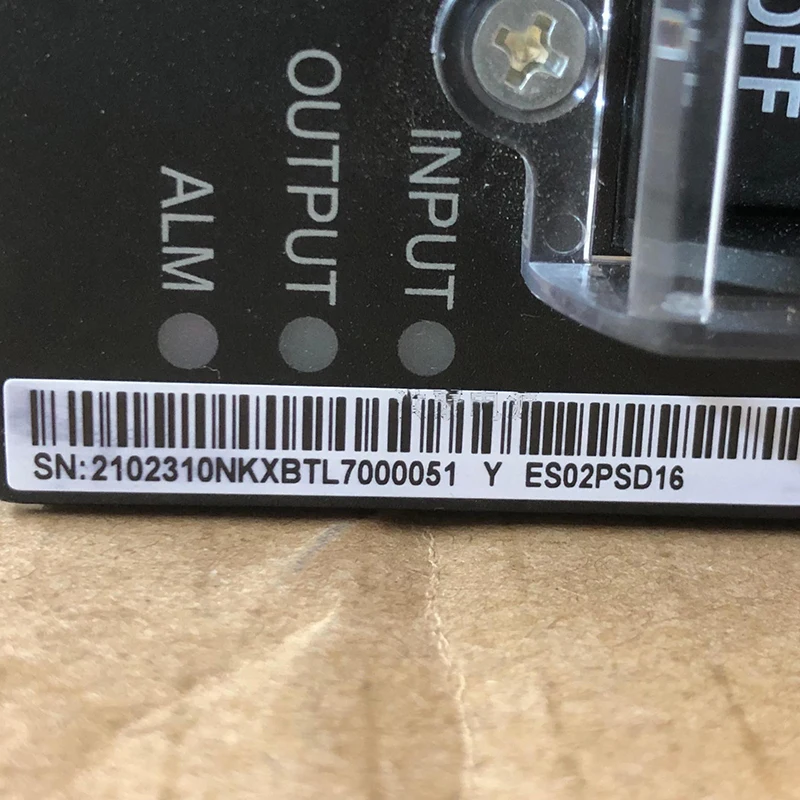 OFF
INPUT
OUTPUT
ALM
SN:2102310NKXBTL7000051 Y ES02PSD16